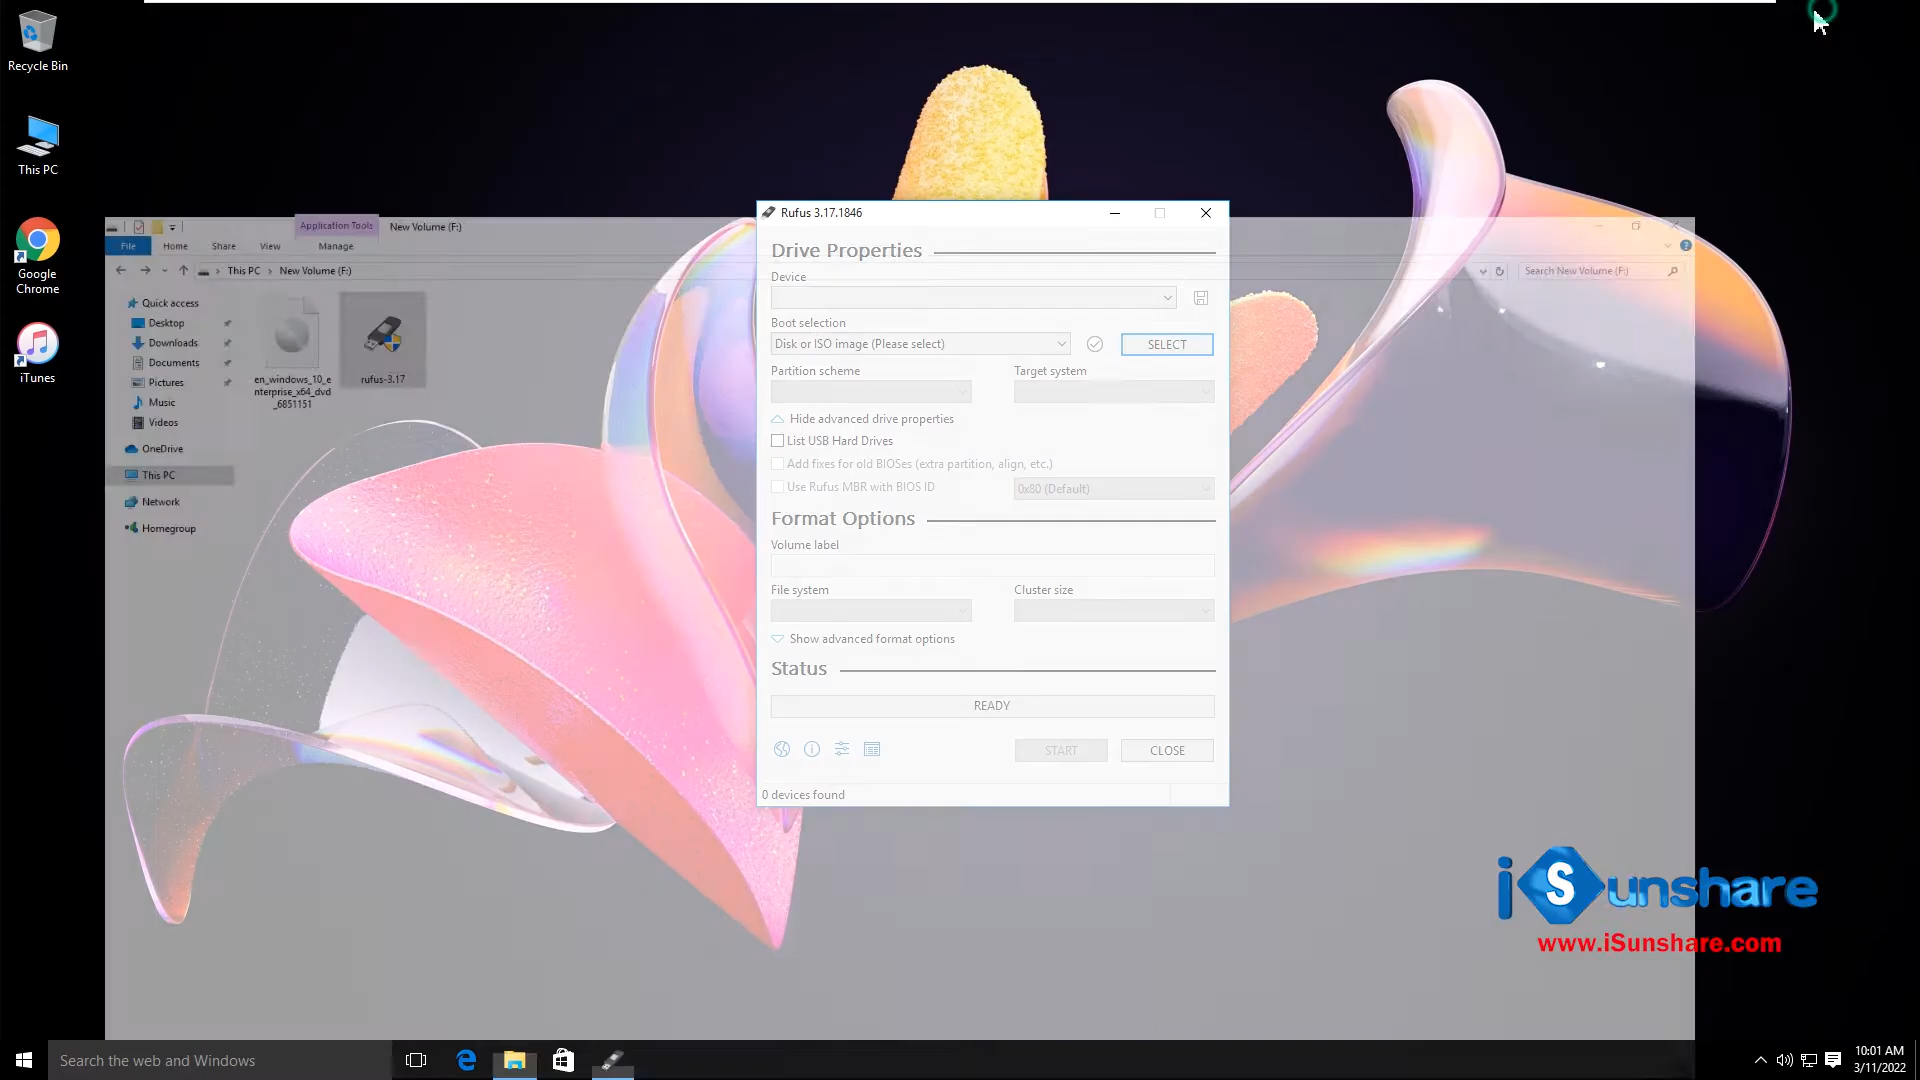 Recycle Bin
This PC
Google
Chrome
iTunes
Application Tools
New Volume (F:)
File
Home
Share
View
Manage
This PC
New Volume (F:)
Search New Volume (F:)
Quick access
Desktop
Downloads
Documents
Pictures
Music
Videos
OneDrive
This PC
Network
Homegroup
en_windows_10_e
nterprise_x64_dvd
_6851151
rufus-3.17
Rufus 3.17.1846
Drive Properties
Device
Boot selection
Disk or ISO image (Please select)
SELECT
Partition scheme
Target system
Hide advanced drive properties
List USB Hard Drives
Add fixes for old BIOSes (extra partition, align, etc.)
Use Rufus MBR with BIOS ID
0x80 (Default)
Format Options
Volume label
File system
Cluster size
Show advanced format options
Status
READY
START
CLOSE
0 devices found
iSunshare
www.iSunshare.com
Search the web and Windows
10:01 AM
3/11/2022